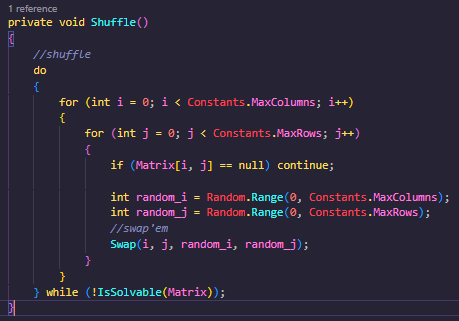 1 reference
private void Shuffle()
{
    //shuffle
    do
    {
        for (int i = 0; i < Constants.MaxColumns; i++)
        {
            for (int j = 0; j < Constants.MaxRows; j++)
            {
                if (Matrix[i, j] == null) continue;

                int random_i = Random.Range(0, Constants.MaxColumns);
                int random_j = Random.Range(0, Constants.MaxRows);
                //swap'em
                Swap(i, j, random_i, random_j);
            }
        }
    } while (!IsSolvable(Matrix));
}